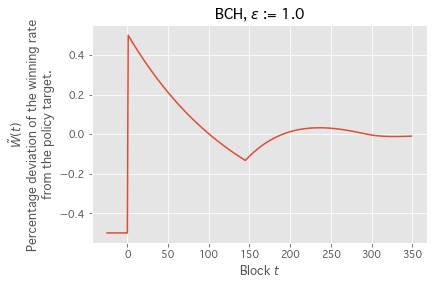 BCH, ε := 1.0
W̃(t)
Percentage deviation of the winning rate
from the policy target.
0.4
0.2
0.0
−0.2
−0.4
0 50 100 150 200 250 300 350
Block t